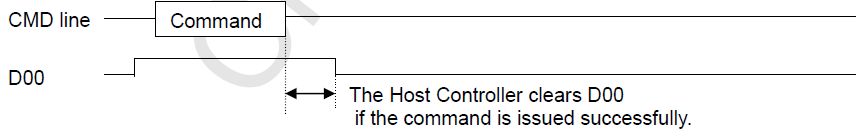 CMD line
Command
D00
The Host Controller clears D00
if the command is issued successfully.